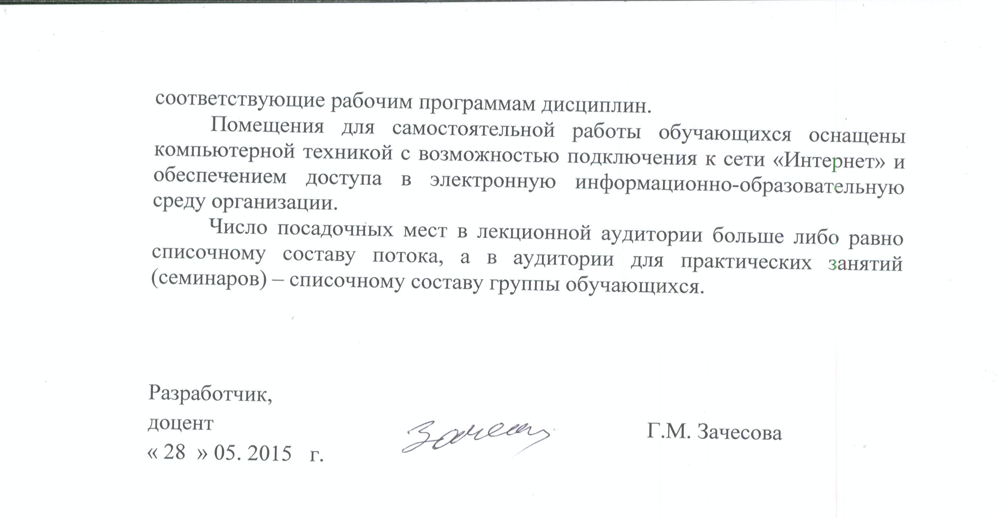 соответствующие рабочим программам дисциплин.
Помещения для самостоятельной работы обучающихся оснащены
компьютерной техникой с возможностью подключения к сети «Интернет» и
обеспечением доступа в электронную информационно-образовательную
среду организации.
Число посадочных мест в лекционной аудитории больше либо равно
списочному составу потока, а в аудитории для практических занятий
(семинаров) – списочному составу группы обучающихся.
Разработчик,
доцент
Г.М. Зачесова
« 28 » 05. 2015 г.